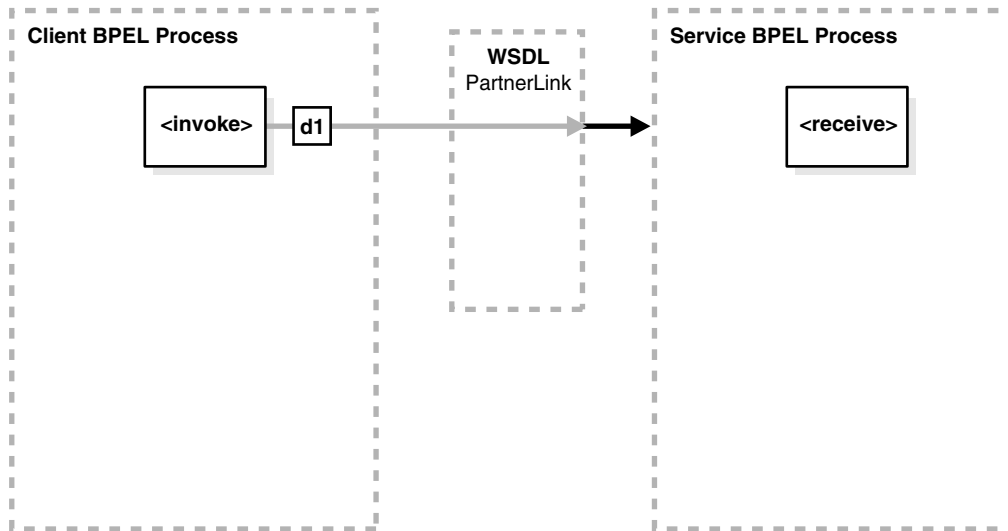 Client BPEL Process
WSDL
PartnerLink
Service BPEL Process
<invoke>
d1
<receive>